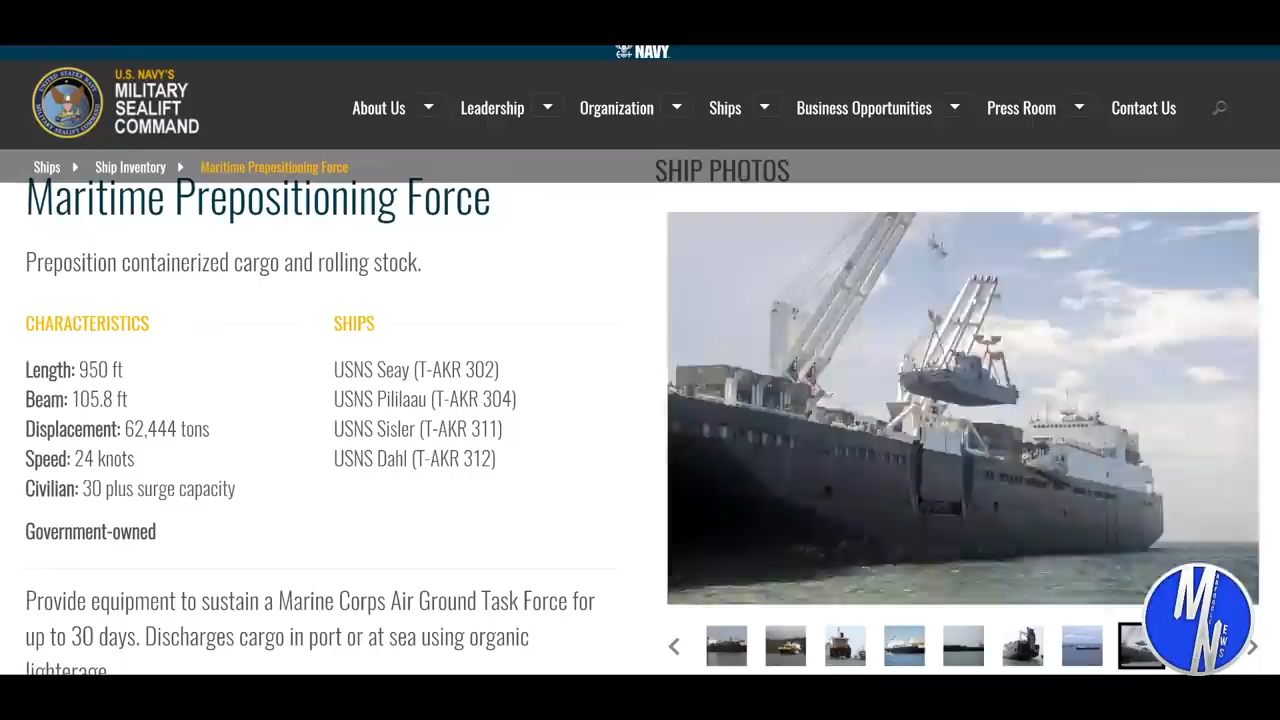 NAVY
U.S. NAVY'S
MILITARY
SEALIFT
COMMAND
About Us
Leadership
Organization
Ships
Business Opportunities
Press Room
Contact Us
Ships
Ship Inventory
Maritime Prepositioning Force
Maritime Prepositioning Force
Preposition containerized cargo and rolling stock.
CHARACTERISTICS
Length: 950 ft
Beam: 105.8 ft
Displacement: 62,444 tons
Speed: 24 knots
Civilian: 30 plus surge capacity
Government-owned
SHIPS
USNS Seay (T-AKR 302)
USNS Pililaau (T-AKR 304)
USNS Sisler (T-AKR 311)
USNS Dahl (T-AKR 312)
Provide equipment to sustain a Marine Corps Air Ground Task Force for
up to 30 days. Discharges cargo in port or at sea using organic
lighterage
SHIP PHOTOS